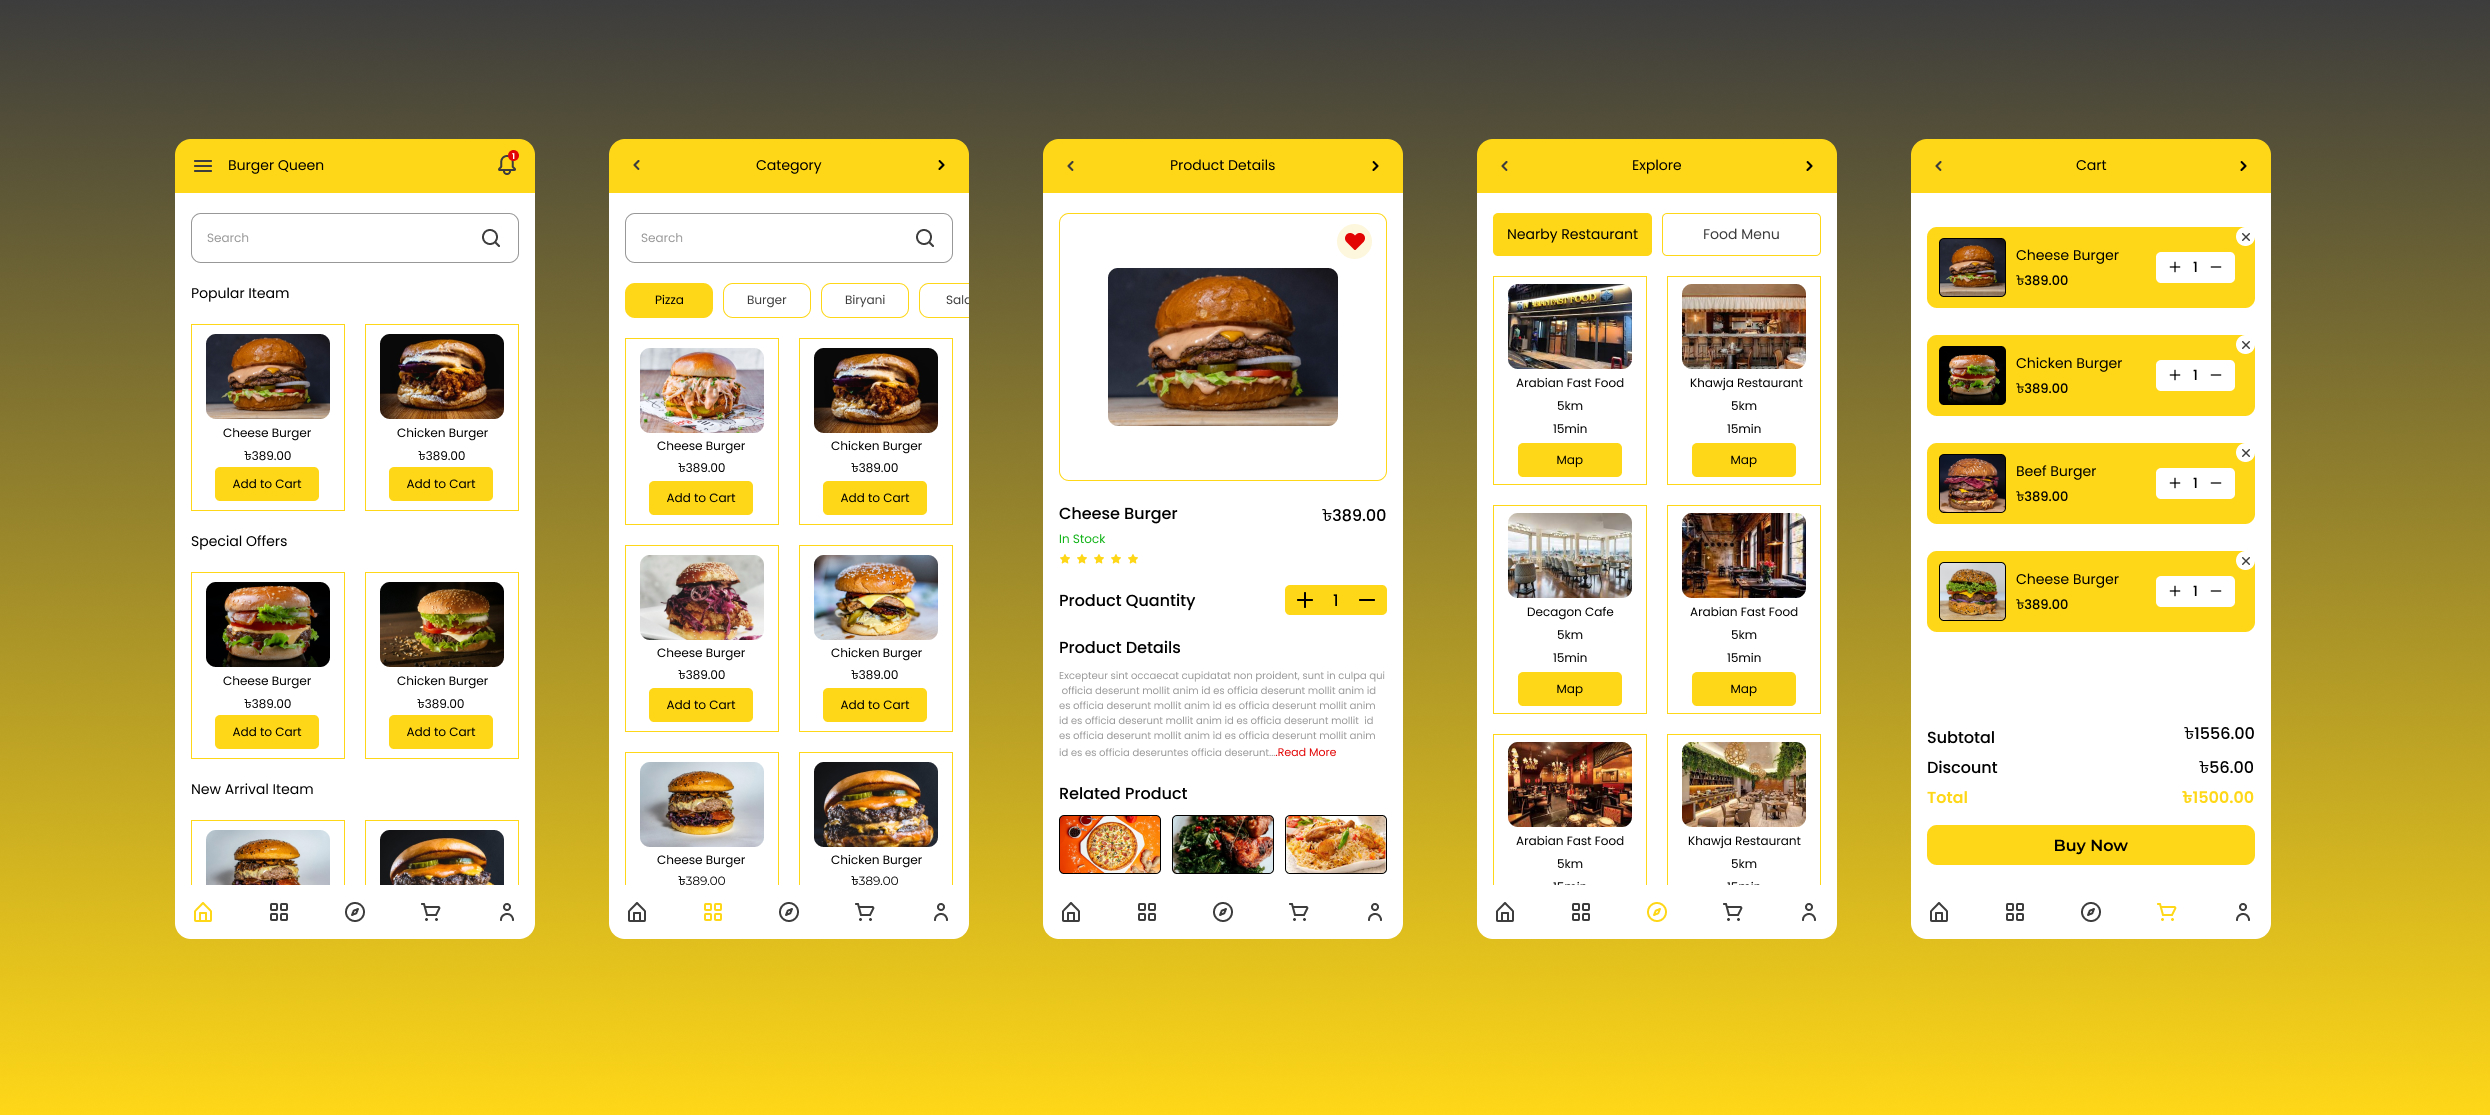 Burger Queen
1
Search
Popular Iteam
Cheese Burger
Chicken Burger
৳389.00
৳389.00
Add to Cart
Add to Cart
Special Offers
Cheese Burger
Chicken Burger
৳389.00
৳389.00
Add to Cart
Add to Cart
New Arrival Iteam
Category
Search
Pizza
Burger
Biryani
Sala
Cheese Burger
Chicken Burger
৳389.00
৳389.00
Add to Cart
Add to Cart
Cheese Burger
Chicken Burger
৳389.00
৳389.00
Add to Cart
Add to Cart
Cheese Burger
Chicken Burger
৳389.00
৳389.00
Product Details
Cheese Burger
৳389.00
In Stock
Product Quantity
1
Product Details
Excepteur sint occaecat cupidatat non proident, sunt in culpa qui
officia deserunt mollit anim id es officia deserunt mollit anim id
es officia deserunt mollit anim id es officia deserunt mollit anim
id es officia deserunt mollit anim id es officia deserunt mollit id
es officia deserunt mollit anim id es officia deserunt mollit anim
id es es officia deseruntes officia deserunt....Read More
Related Product
Explore
Nearby Restaurant
Food Menu
FAST FOOD
Arabian Fast Food
Khawja Restaurant
5km
5km
15min
15min
Map
Map
Decagon Cafe
Arabian Fast Food
5km
5km
15min
15min
Map
Map
Arabian Fast Food
Khawja Restaurant
5km
5km
15min
15min
Cart
Cheese Burger
৳389.00
1
Chicken Burger
৳389.00
1
Beef Burger
৳389.00
1
Cheese Burger
৳389.00
1
Subtotal
৳1556.00
Discount
৳56.00
Total
৳1500.00
Buy Now